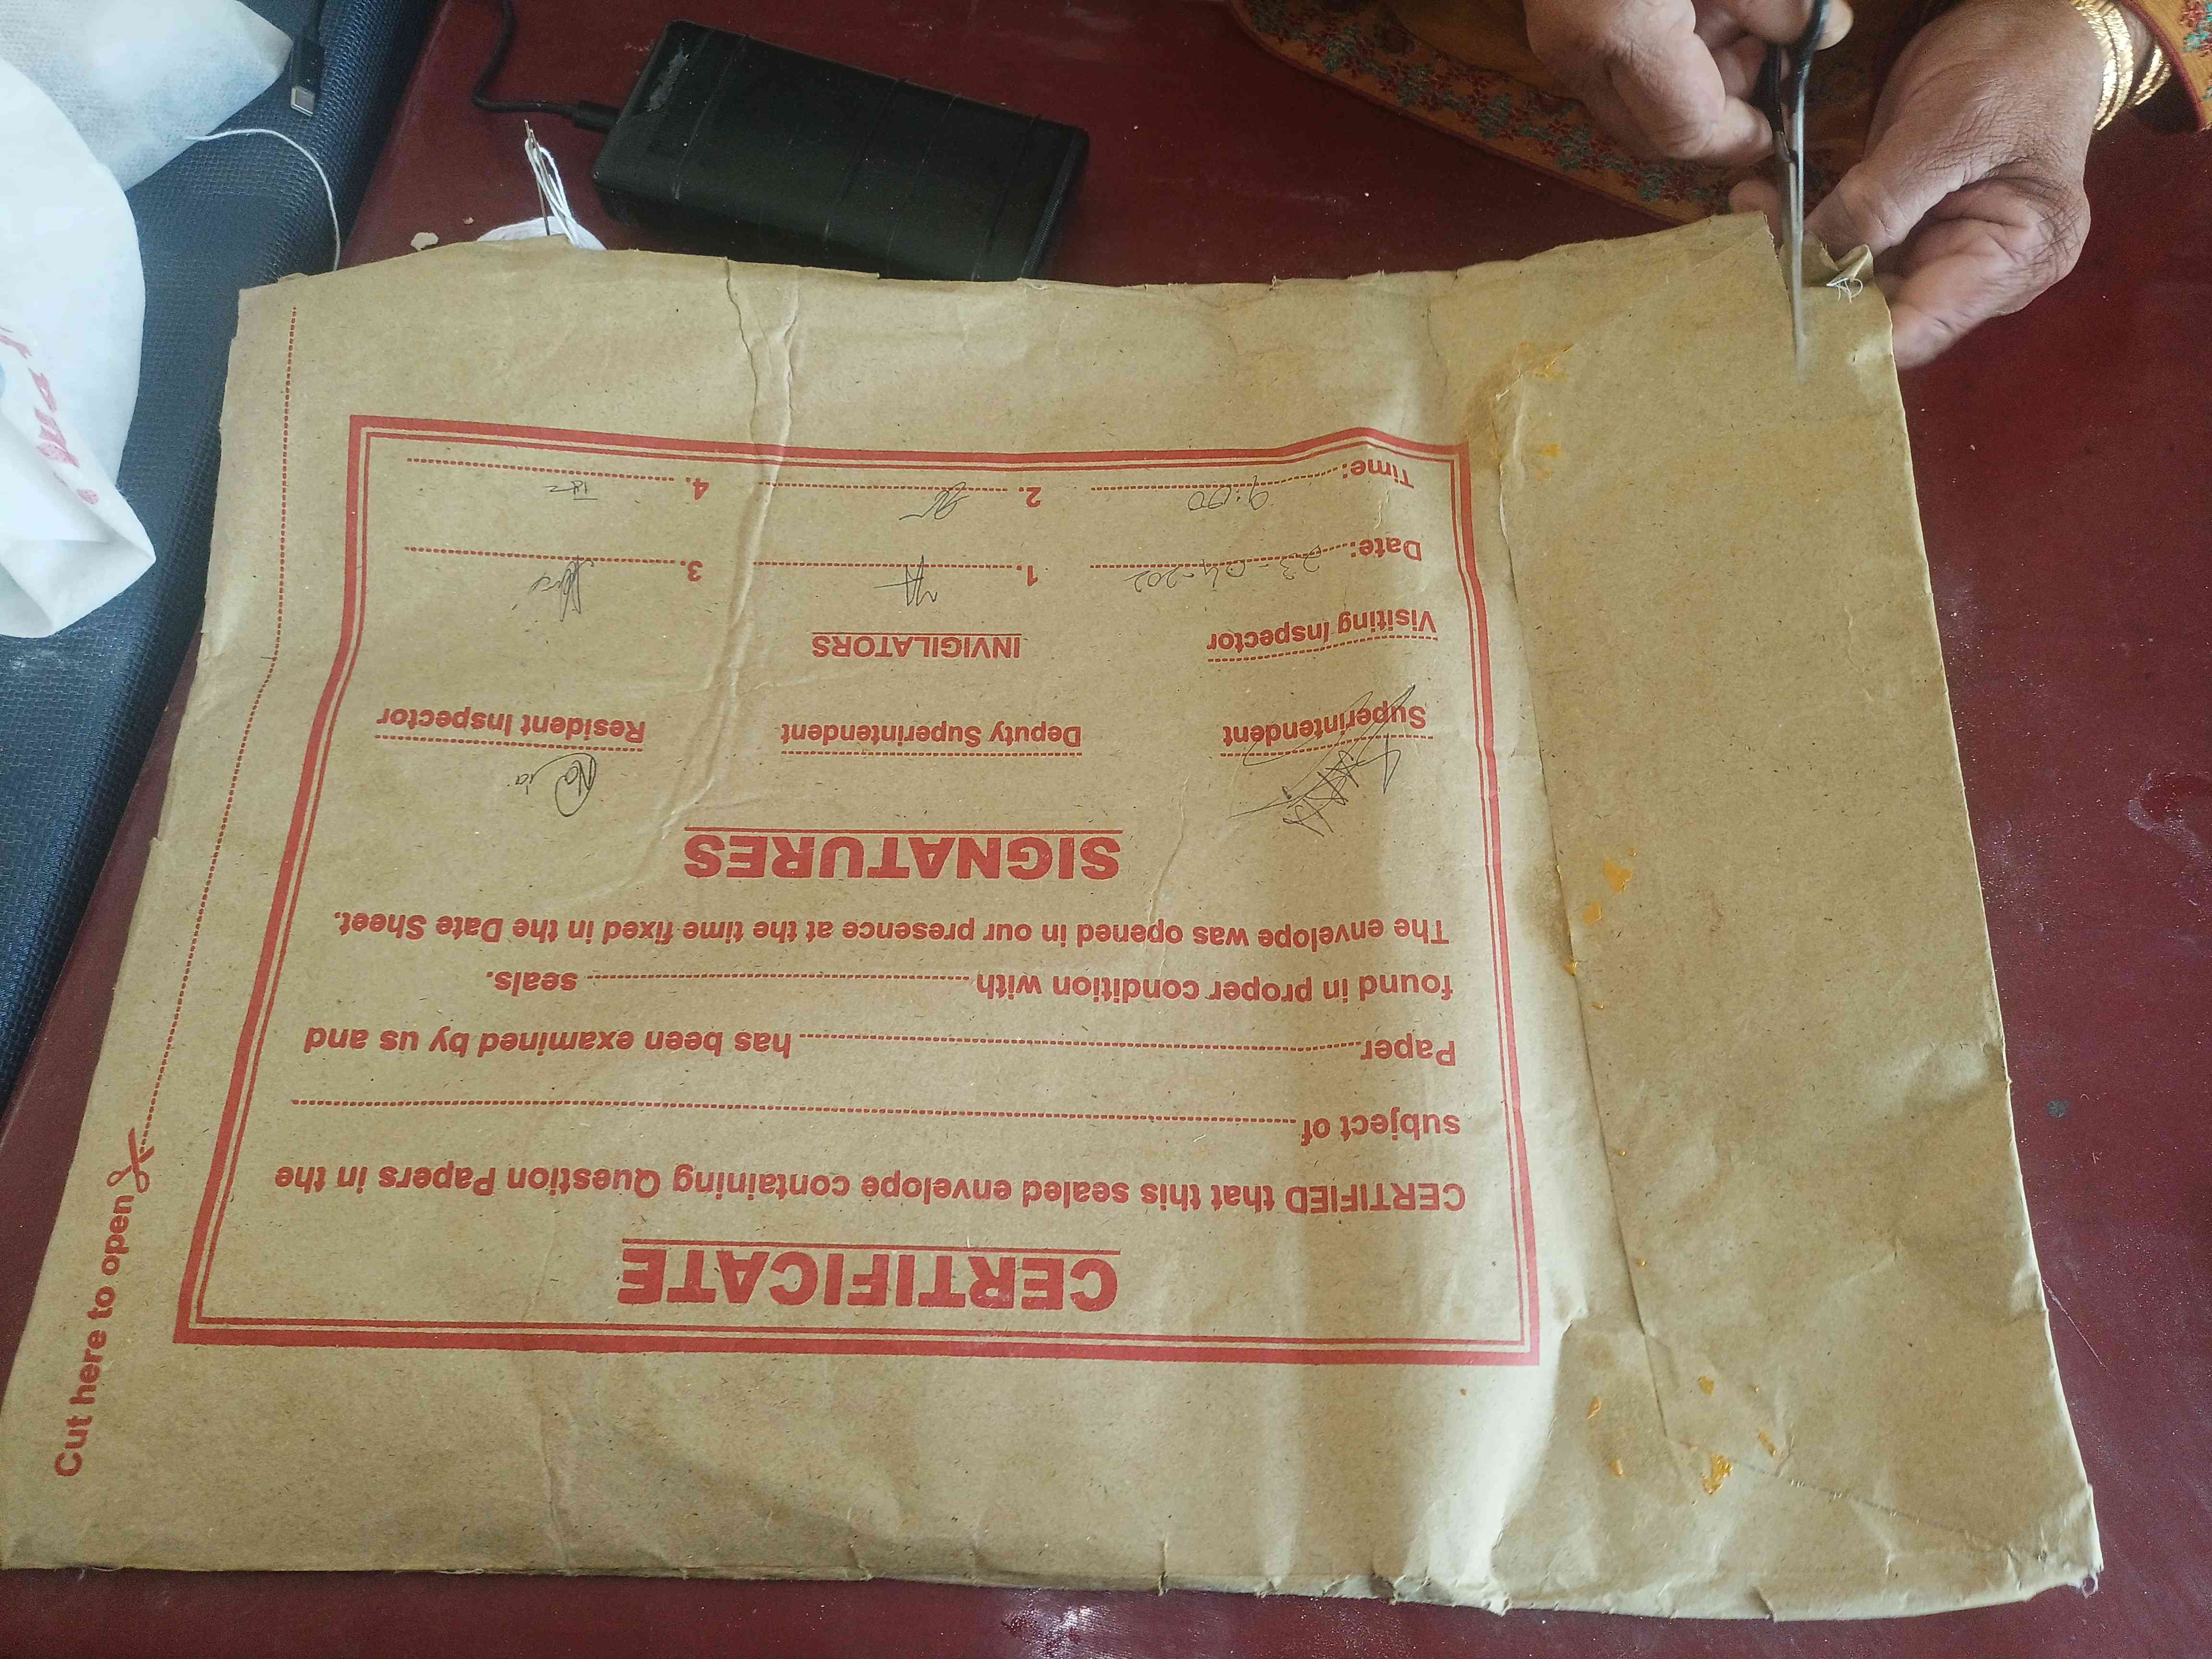 CERTIFICATE
CERTIFIED that this sealed envelope containing Question Papers in the
subject of
Paper has been examined by us and
found in proper condition with seals.
The envelope was opened in our presence at the time fixed in the Date Sheet.
SIGNATURES
Superintendent Deputy Superintendent Resident Inspector
Visiting Inspector INVIGILATORS
Date: 23-04-202 1. 3.
Time: 9:00 2. 4.
Cut here to open